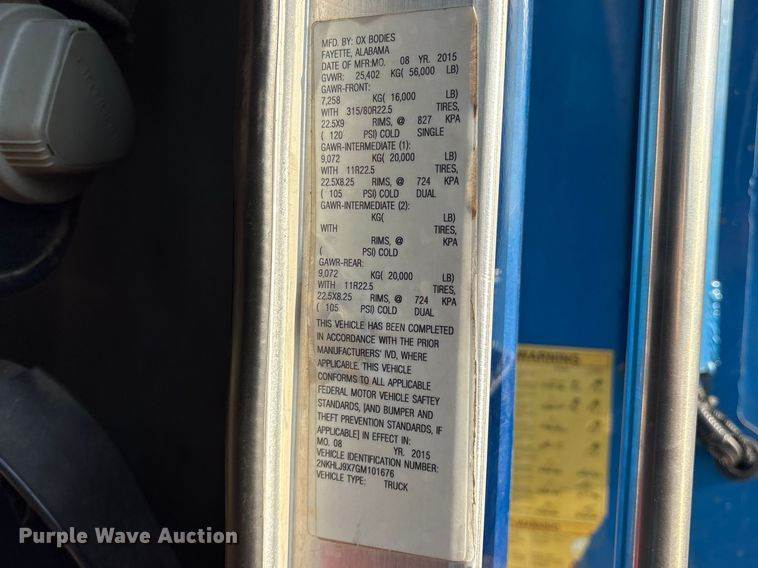 MFD. BY: OX BODIES
FAYETTE, ALABAMA
DATE OF MFR:MO. 08 YR. 2015
GVWR: 25,402 KG( 56,000 LB)
GAWR-FRONT:
7,258 KG( 16,000 LB)
WITH 315/80R22.5 TIRES,
22.5X9 RIMS, @ 827 KPA
( 120 PSI) COLD SINGLE
GAWR-INTERMEDIATE (1):
9,072 KG( 20,000 LB)
WITH 11R22.5 TIRES,
22.5X8.25 RIMS, @ 724 KPA
( 105 PSI) COLD DUAL
GAWR-INTERMEDIATE (2):
KG( LB)
WITH TIRES,
RIMS, @ KPA
( PSI) COLD
GAWR-REAR:
9,072 KG( 20,000 LB)
WITH 11R22.5 TIRES,
22.5X8.25 RIMS, @ 724 KPA
( 105 PSI) COLD DUAL
THIS VEHICLE HAS BEEN COMPLETED
IN ACCORDANCE WITH THE PRIOR
MANUFACTURERS' IVD, WHERE
APPLICABLE. THIS VEHICLE
CONFORMS TO ALL APPLICABLE
FEDERAL MOTOR VEHICLE SAFTEY
STANDARDS, [AND BUMPER AND
THEFT PREVENTION STANDARDS, IF
APPLICABLE] IN EFFECT IN:
MO. 08 YR. 2015
VEHICLE IDENTIFICATION NUMBER:
2NKHLJ9X7GM101676
VEHICLE TYPE: TRUCK
WARNING
Purple Wave Auction